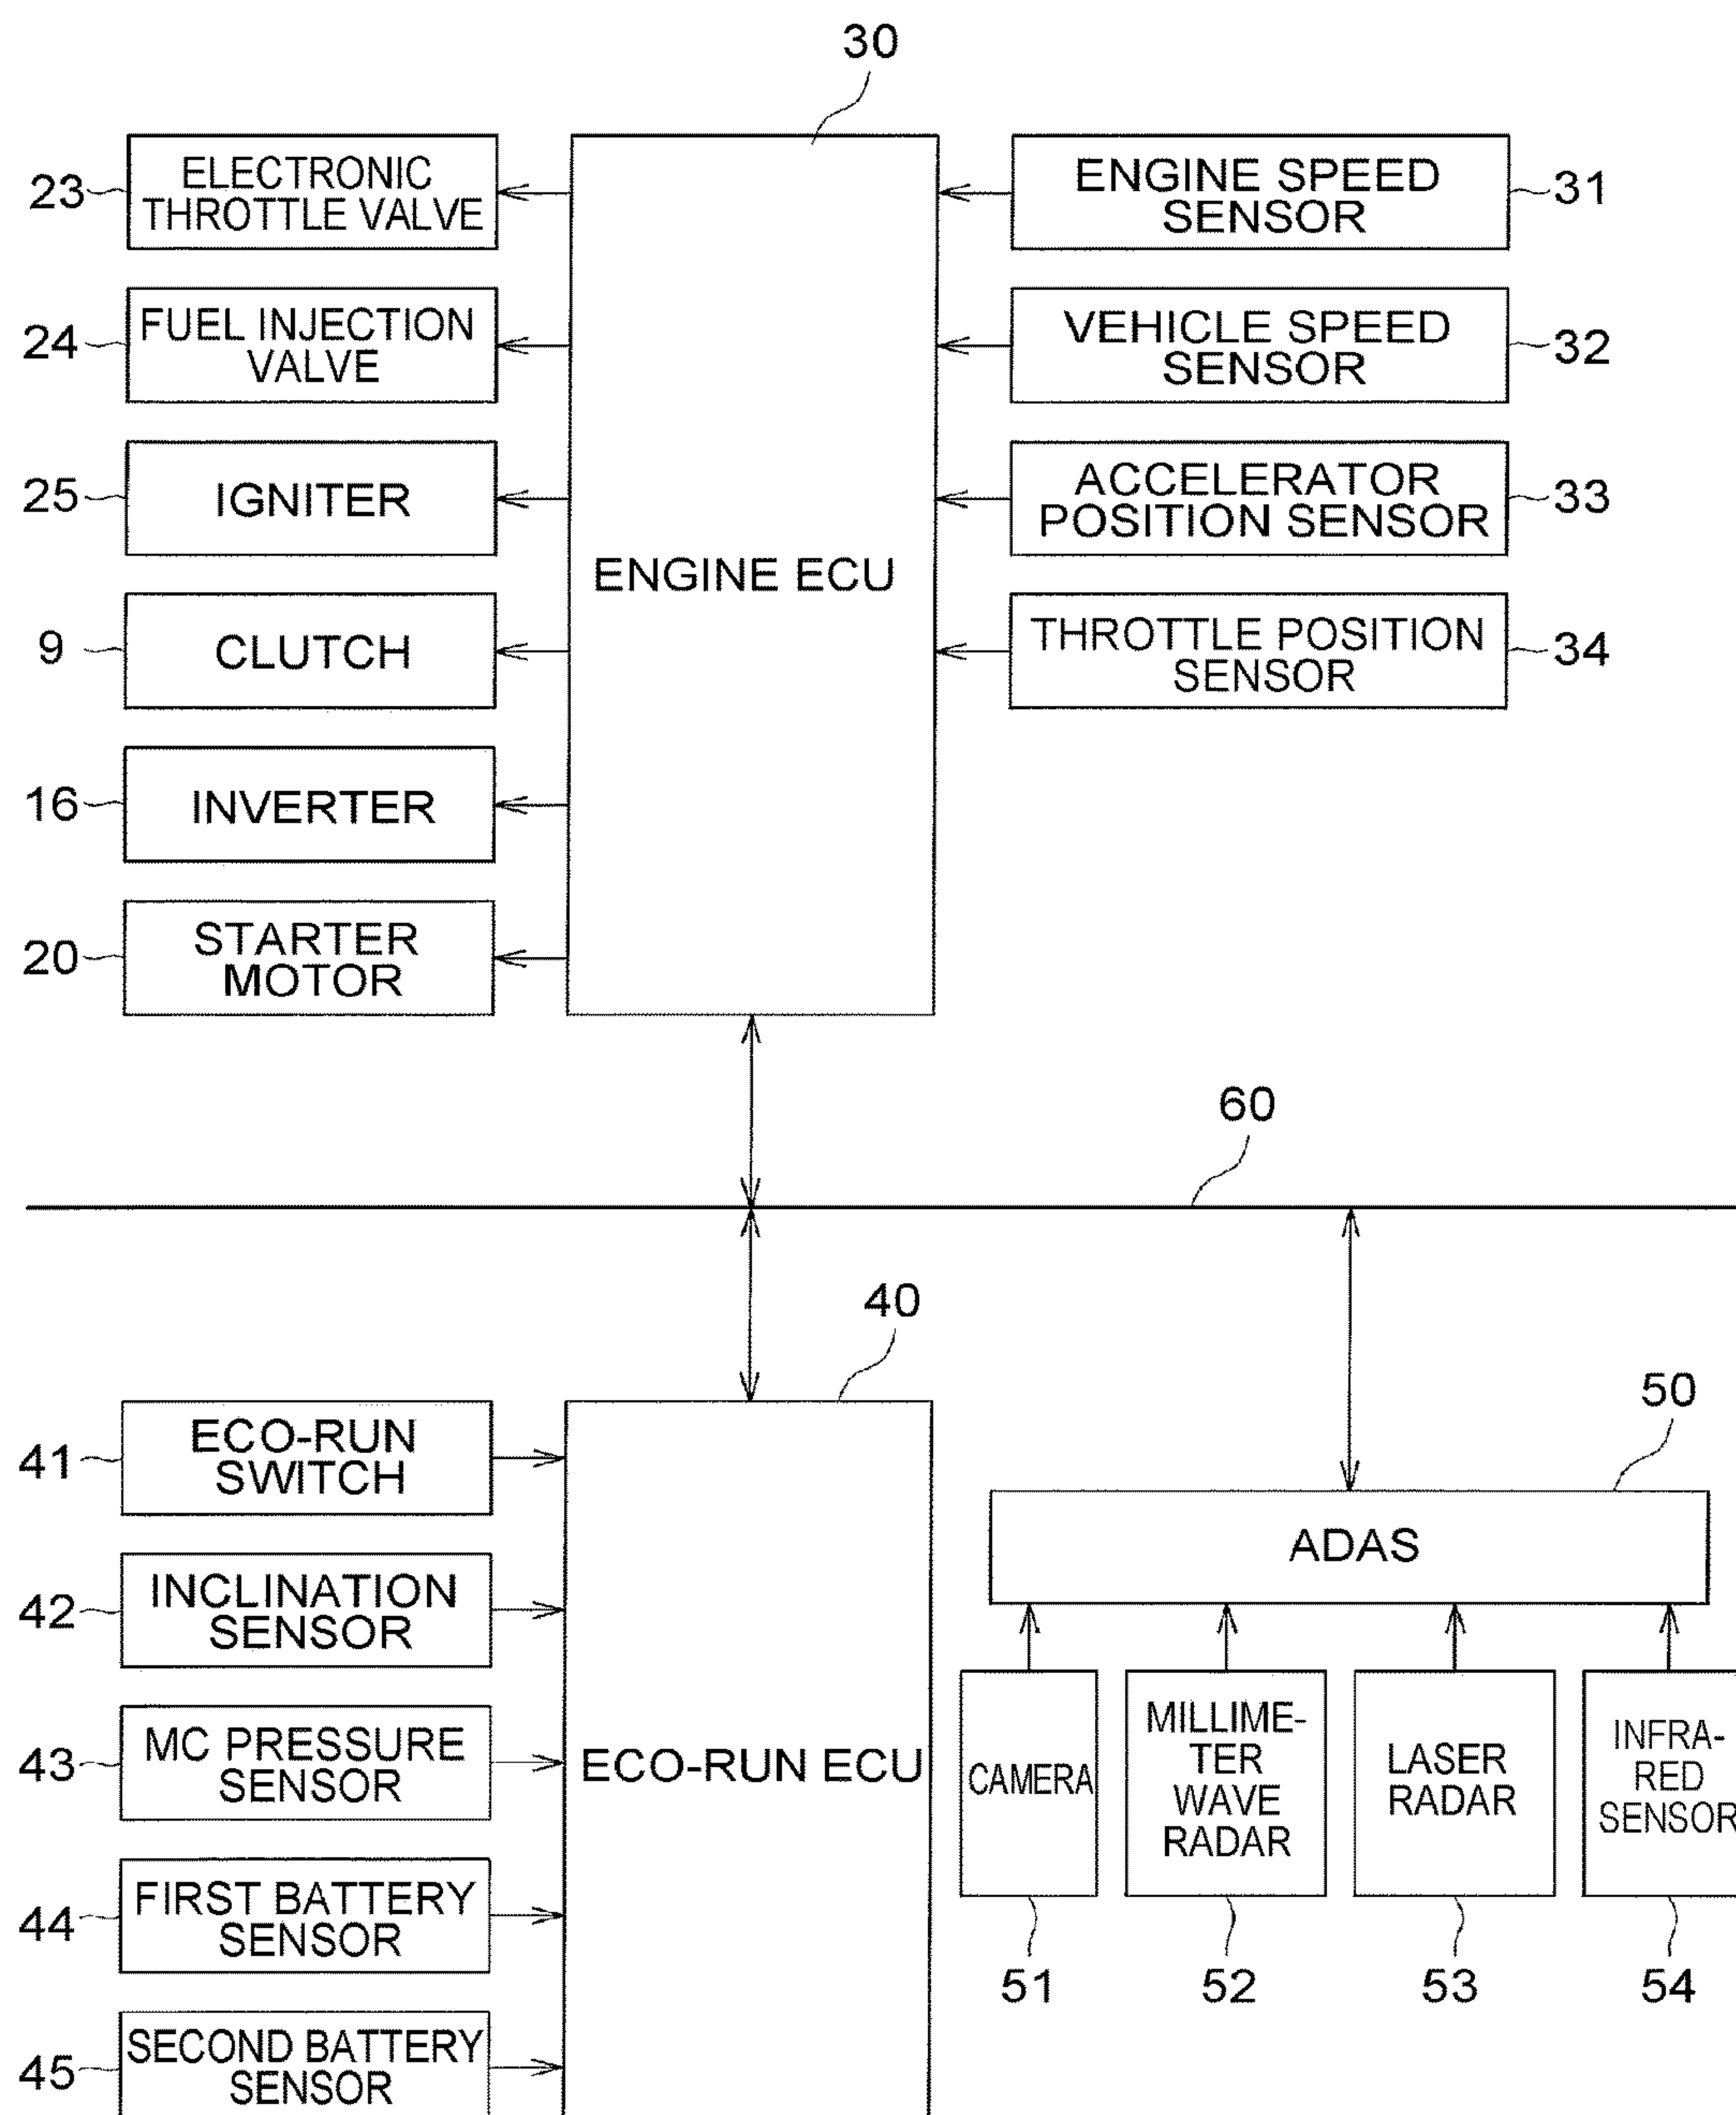 30
23
ELECTRONIC
THROTTLE VALVE
ENGINE SPEED
SENSOR
31
24
FUEL INJECTION
VALVE
VEHICLE SPEED
SENSOR
32
25
IGNITER
ACCELERATOR
POSITION SENSOR
33
ENGINE ECU
9
CLUTCH
THROTTLE POSITION
SENSOR
34
16
INVERTER
20
STARTER
MOTOR
60
40
50
41
ECO-RUN
SWITCH
ADAS
42
INCLINATION
SENSOR
43
MC PRESSURE
SENSOR
ECO-RUN ECU
CAMERA
MILLIME-
TER
WAVE
RADAR
LASER
RADAR
INFRA-
RED
SENSOR
44
FIRST BATTERY
SENSOR
51
52
53
54
45
SECOND BATTERY
SENSOR